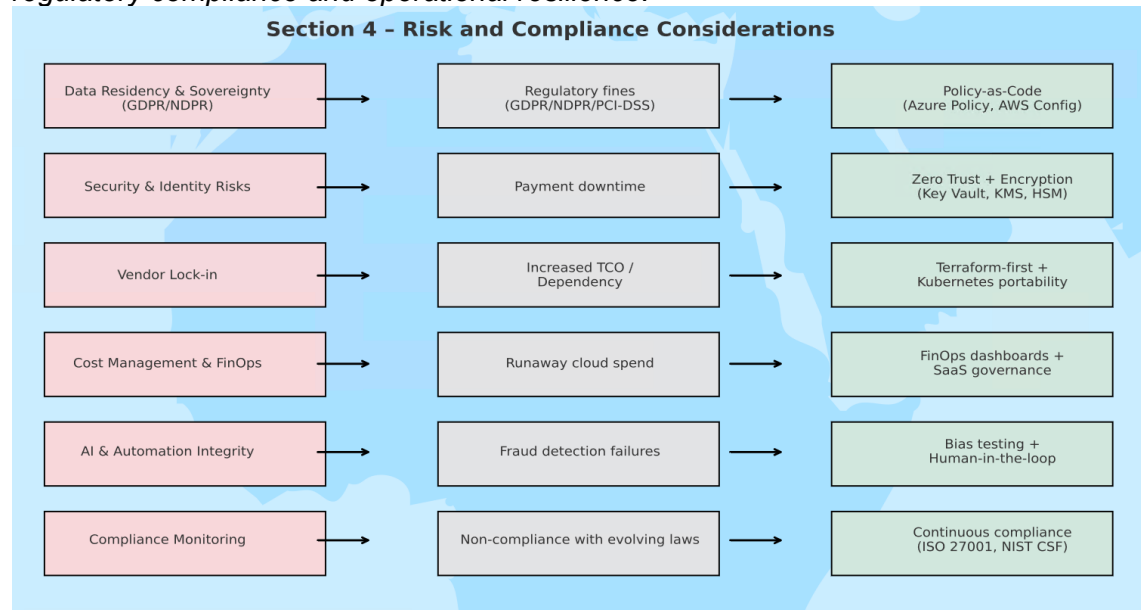 regulatory compliance and operational resilience.
Section 4 – Risk and Compliance Considerations
Data Residency & Sovereignty
(GDPR/NDPR)
Regulatory fines
(GDPR/NDPR/PCI-DSS)
Policy-as-Code
(Azure Policy, AWS Config)
Security & Identity Risks
Payment downtime
Zero Trust + Encryption
(Key Vault, KMS, HSM)
Vendor Lock-in
Increased TCO /
Dependency
Terraform-first +
Kubernetes portability
Cost Management & FinOps
Runaway cloud spend
FinOps dashboards +
SaaS governance
AI & Automation Integrity
Fraud detection failures
Bias testing +
Human-in-the-loop
Compliance Monitoring
Non-compliance with evolving laws
Continuous compliance
(ISO 27001, NIST CSF)